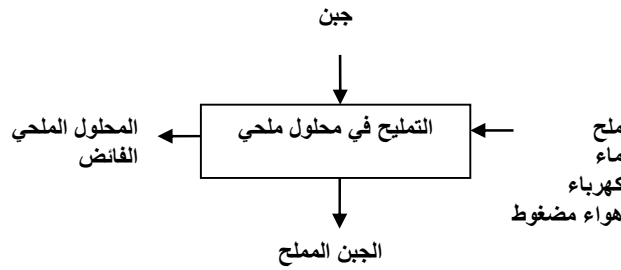 جبن
التمليح في محلول ملحي
ملح
ماء
كهرباء
هواء مضغوط
المحلول الملحي
الفائض
الجبن المملح